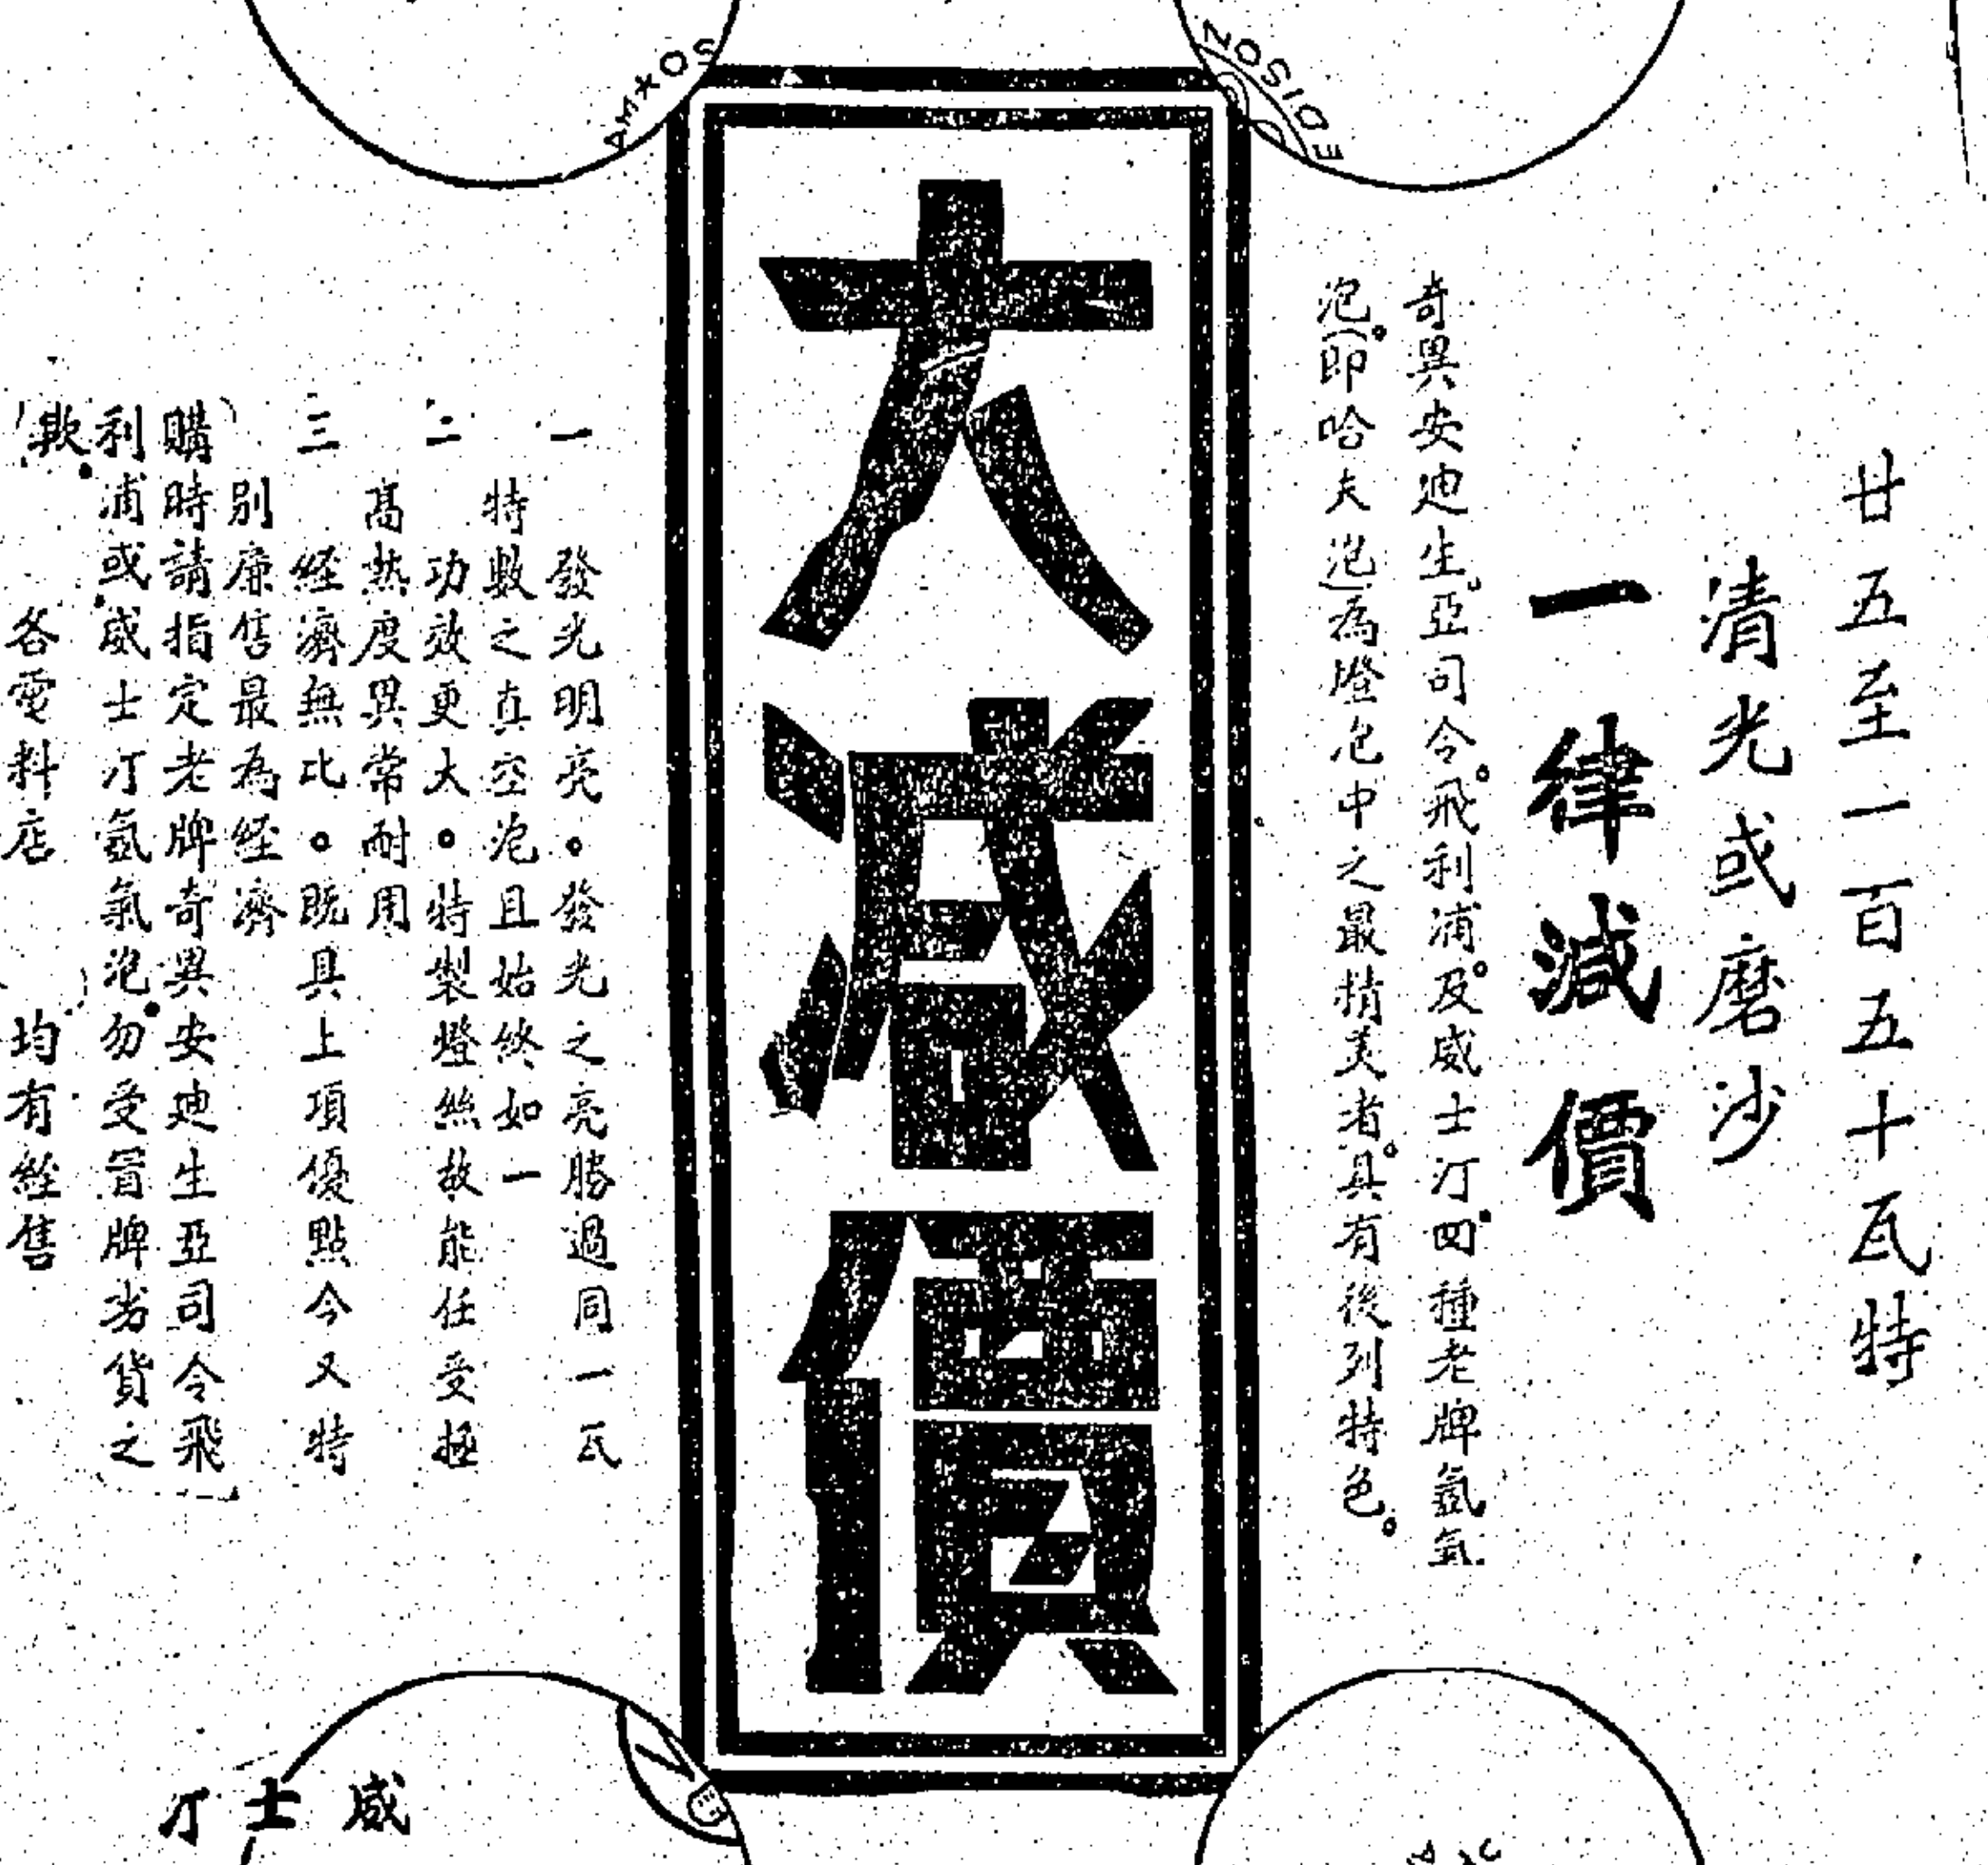 EDISON
AMXOS
廿五至一百五十瓦特
清光或磨沙
一律減價
奇異安廸生。亞司令。飛利浦。及威士汀四種老牌氬氣
泡。(即哈夫泡)為燈泡中之最精美者。具有後列特色。
大減價
一 發光明亮。發光之亮勝過同一瓦
特數之真空泡且始終如一
二 功效更大。特製燈絲故能任受極
高热度異常耐用
三 经濟無比。既具上項優點今又特
別廉售最為经濟
購時請指定老牌奇異安廸生亞司令飛
利浦或威士汀氬氣泡勿受冒牌劣貨之
欺
各電料店 均有經售
威士汀